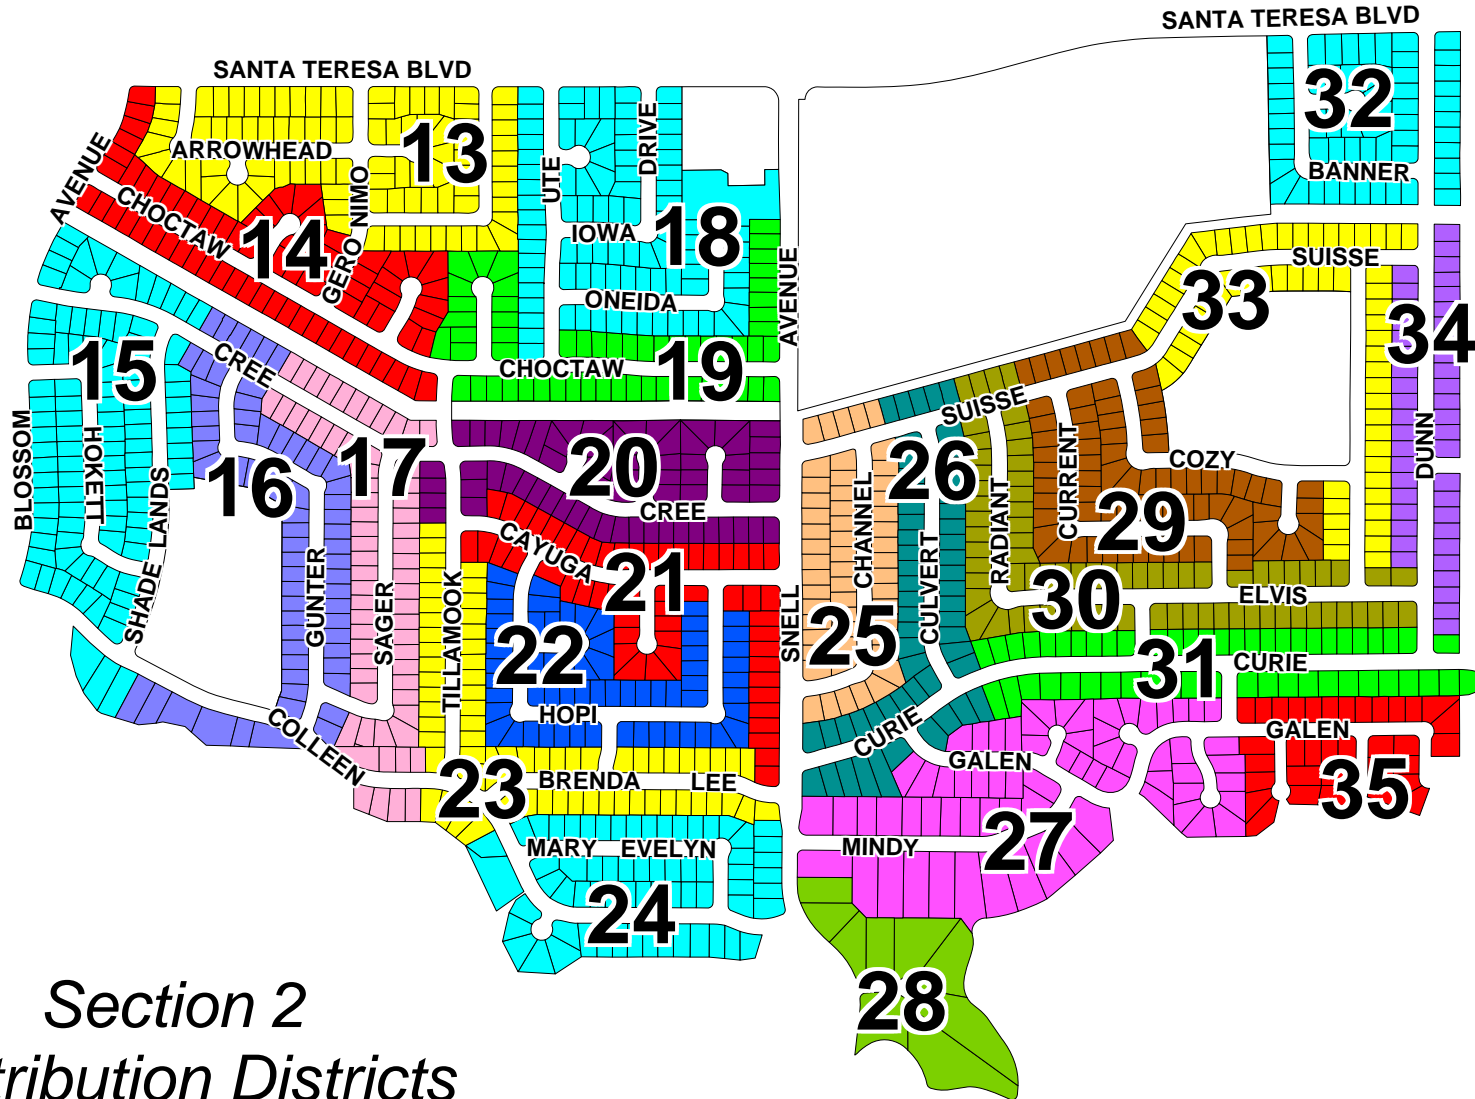 SANTA TERESA BLVD
SANTA TERESA BLVD
32
BANNER
ARROWHEAD
13
UTE
DRIVE
AVENUE
CHOCTAW
NIMO
GERO
14
IOWA
18
ONEIDA
AVENUE
SUISSE
33
34
15
CREE
CHOCTAW
19
SUISSE
BLOSSOM
HOKETT
LANDS
SHADE
16
17
20
CREE
26
CHANNEL
RADIANT
CURRENT
COZY
29
DUNN
GUNTER
SAGER
TILLAMOOK
CAYUGA
21
22
SNELL
25
CULVERT
30
ELVIS
31
CURIE
HOPI
COLLEEN
CURIE
GALEN
GALEN
35
23
BRENDA LEE
MARY EVELYN
24
MINDY
27
28
Section 2
tribution Districts